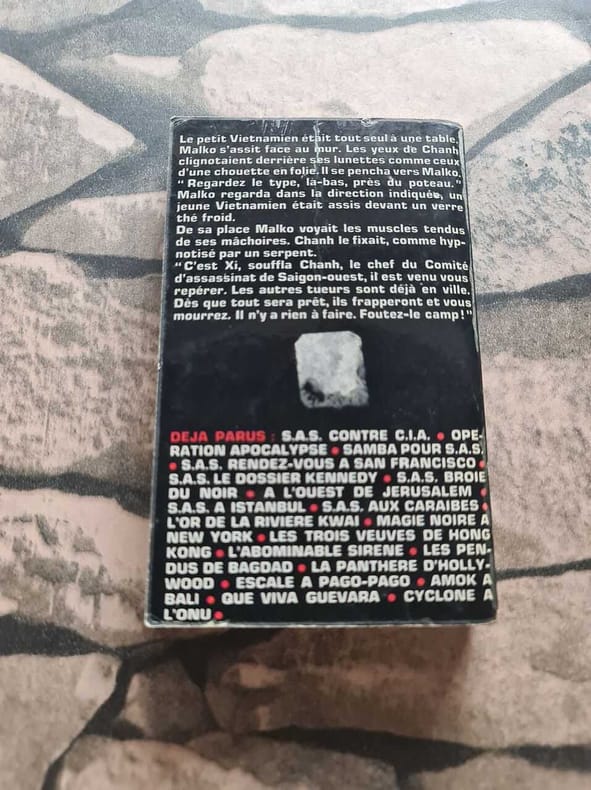 Le petit Vietnamien était tout seul à une table,
Malko s'assit face au mur. Les yeux de Chanh
clignotaient derrière ses lunettes comme ceux
d'une chouette en folie. Il se pencha vers Malko.
" Regardez le type, là-bas, près du poteau."
Malko regarda dans la direction indiquée, un
jeune Vietnamien était assis devant un verre
thé froid.
De sa place Malko voyait les muscles tendus
de ses mâchoires. Chanh le fixait, comme hyp-
notisé par un serpent.
"C'est Xi, souffla Chanh, le chef du Comité
d'assassinat de Saigon-ouest, il est venu vous
repérer. Les autres tueurs sont déjà en ville.
Dès que tout sera prêt, ils frapperont et vous
mourrez. Il n'y a rien à faire. Foutez-le camp!"
DEJA PARUS : S.A.S. CONTRE C.I.A. • OPE-
RATION APOCALYPSE • SAMBA POUR S.A.S.
• S.A.S. RENDEZ-VOUS A SAN FRANCISCO •
S.A.S. LE DOSSIER KENNEDY • S.A.S. BROIE
DU NOIR • A L'OUEST DE JERUSALEM •
S.A.S. A ISTANBUL • S.A.S. AUX CARAIBES •
L'OR DE LA RIVIERE KWAI • MAGIE NOIRE A
NEW YORK • LES TROIS VEUVES DE HONG
KONG • L'ABOMINABLE SIRENE • LES PEN-
DUS DE BAGDAD • LA PANTHERE D'HOLLY-
WOOD • ESCALE A PAGO-PAGO • AMOK A
BALI • QUE VIVA GUEVARA • CYCLONE A
L'ONU •